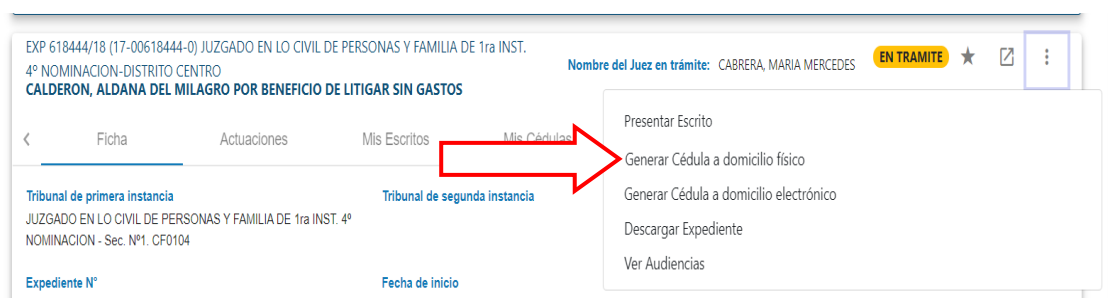 EXP 618444/18 (17-00618444-0) JUZGADO EN LO CIVIL DE PERSONAS Y FAMILIA DE 1ra INST.
4º NOMINACION-DISTRITO CENTRO
CALDERON, ALDANA DEL MILAGRO POR BENEFICIO DE LITIGAR SIN GASTOS
Nombre del Juez en trámite: CABRERA, MARIA MERCEDES
EN TRAMITE
Ficha
Actuaciones
Mis Escritos
Mis Cédulas
Presentar Escrito
Generar Cédula a domicilio físico
Generar Cédula a domicilio electrónico
Descargar Expediente
Ver Audiencias
Tribunal de primera instancia
JUZGADO EN LO CIVIL DE PERSONAS Y FAMILIA DE 1ra INST. 4º
NOMINACION - Sec. Nº1. CF0104
Tribunal de segunda instancia
Expediente N°
Fecha de inicio